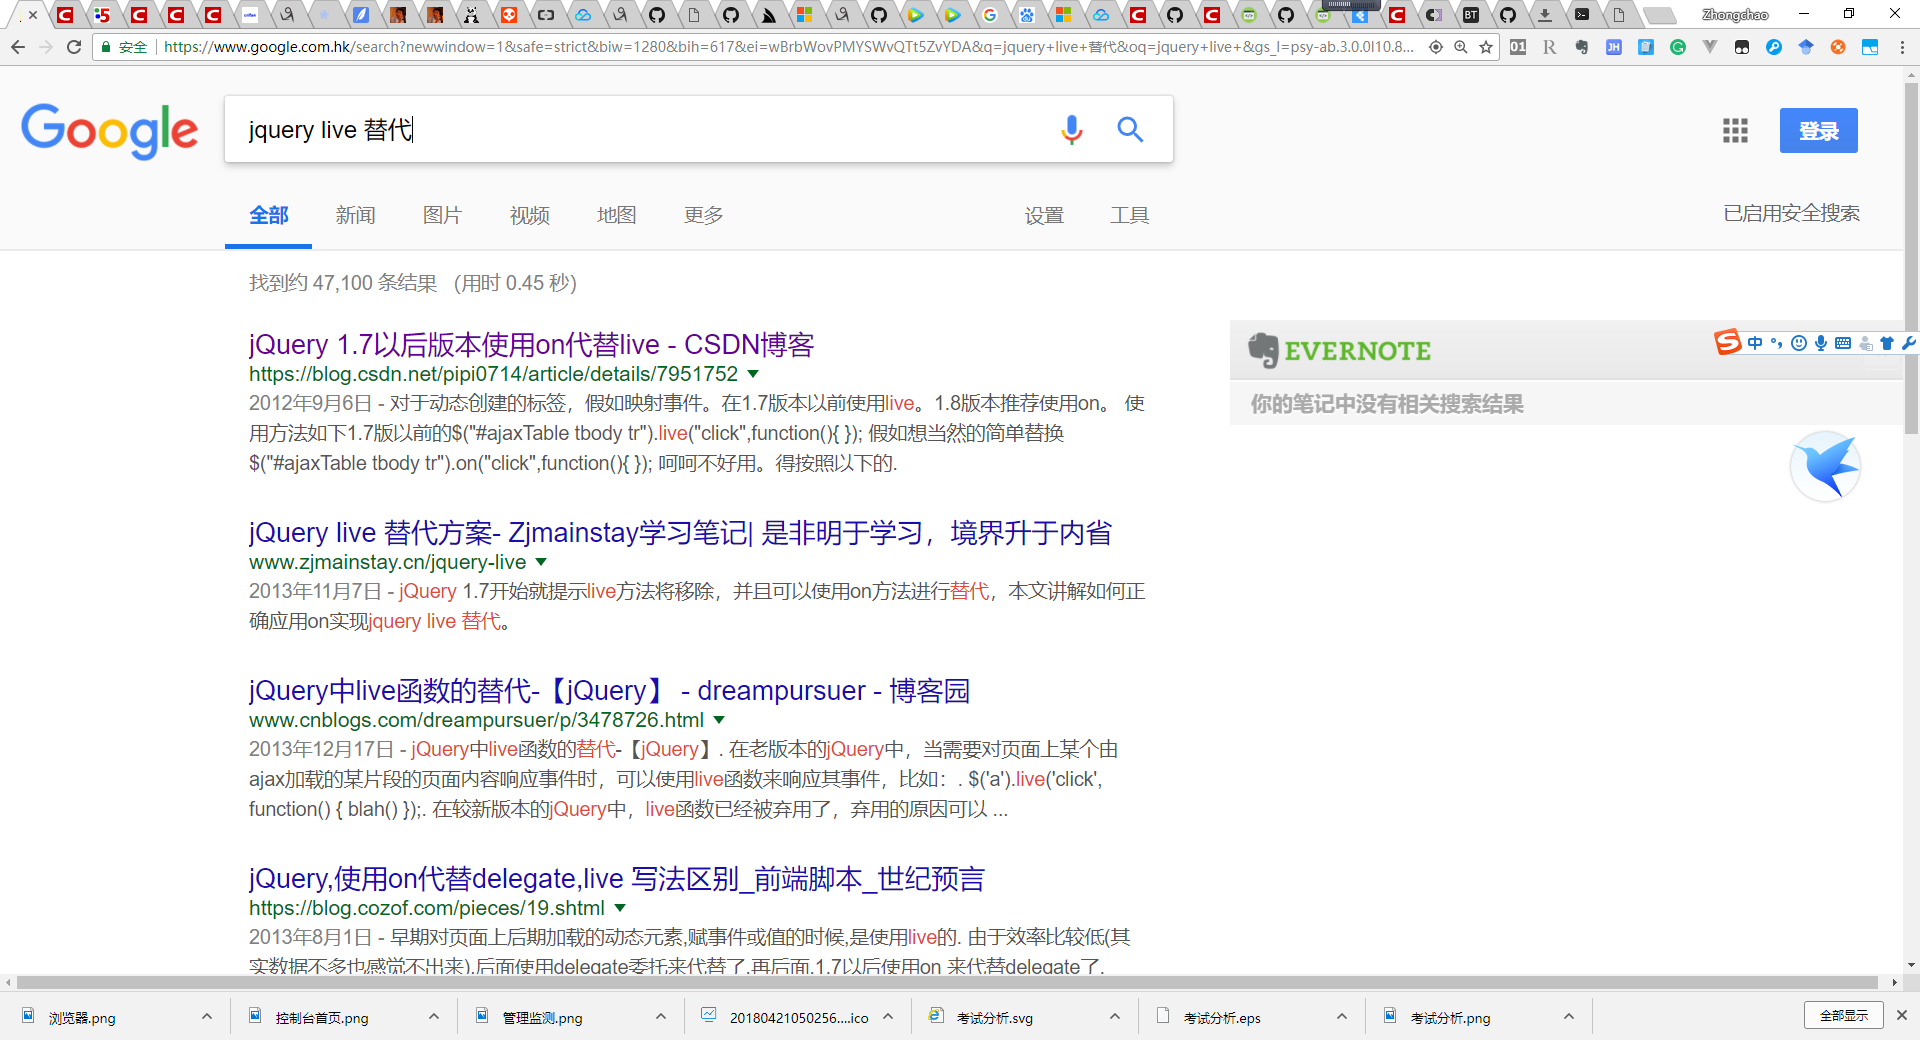 Zhongchao
安全 https://www.google.com.hk/search?newwindow=1&safe=strict&biw=1280&bih=617&ei=wBrbWovPMYSWvQTt5ZvYDA&q=jquery+live+替代&oq=jquery+live+&gs_l=psy-ab.3.0.0l10.8...
Google
jquery live 替代
登录
全部 新闻 图片 视频 地图 更多 设置 工具
已启用安全搜索
找到约 47,100 条结果 （用时 0.45 秒）
jQuery 1.7以后版本使用on代替live - CSDN博客
https://blog.csdn.net/pipi0714/article/details/7951752
2012年9月6日 - 对于动态创建的标签，假如映射事件。在1.7版本以前使用live。1.8版本推荐使用on。 使
用方法如下1.7版以前的$("#ajaxTable tbody tr").live("click",function(){ }); 假如想当然的简单替换
$("#ajaxTable tbody tr").on("click",function(){ }); 呵呵不好用。得按照以下的.
jQuery live 替代方案- Zjmainstay学习笔记| 是非明于学习，境界升于内省
www.zjmainstay.cn/jquery-live
2013年11月7日 - jQuery 1.7开始就提示live方法将移除，并且可以使用on方法进行替代，本文讲解如何正
确应用on实现jquery live 替代。
jQuery中live函数的替代-【jQuery】 - dreampursuer - 博客园
www.cnblogs.com/dreampursuer/p/3478726.html
2013年12月17日 - jQuery中live函数的替代-【jQuery】. 在老版本的jQuery中，当需要对页面上某个由
ajax加载的某片段的页面内容响应事件时，可以使用live函数来响应其事件，比如：. $('a').live('click',
function() { blah() });. 在较新版本的jQuery中，live函数已经被弃用了，弃用的原因可以 ...
jQuery,使用on代替delegate,live 写法区别_前端脚本_世纪预言
https://blog.cozof.com/pieces/19.shtml
2013年8月1日 - 早期对页面上后期加载的动态元素,赋事件或值的时候,是使用live的. 由于效率比较低(其
实数据不多也感觉不出来).后面使用delegate委托来代替了.再后面,1.7以后使用on 来代替delegate了.
EVERNOTE
你的笔记中没有相关搜索结果
中
浏览器.png
控制台首页.png
管理监测.png
20180421050256....ico
考试分析.svg
考试分析.eps
考试分析.png
全部显示